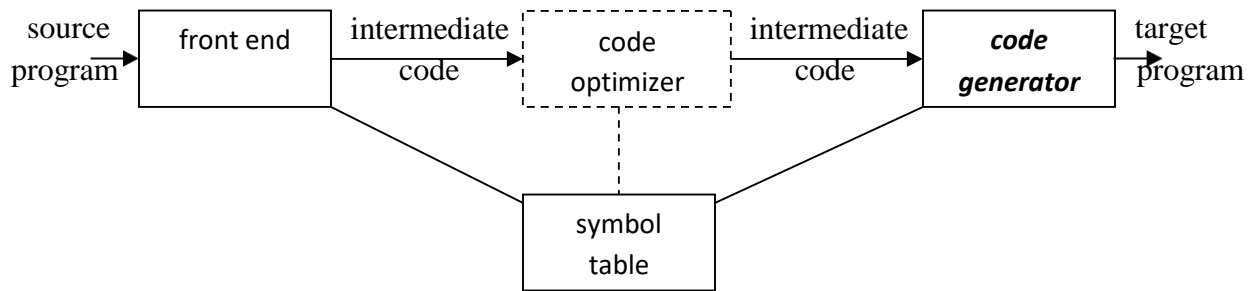 source
program
front end
intermediate
code
code
optimizer
intermediate
code
code
generator
target
program
symbol
table